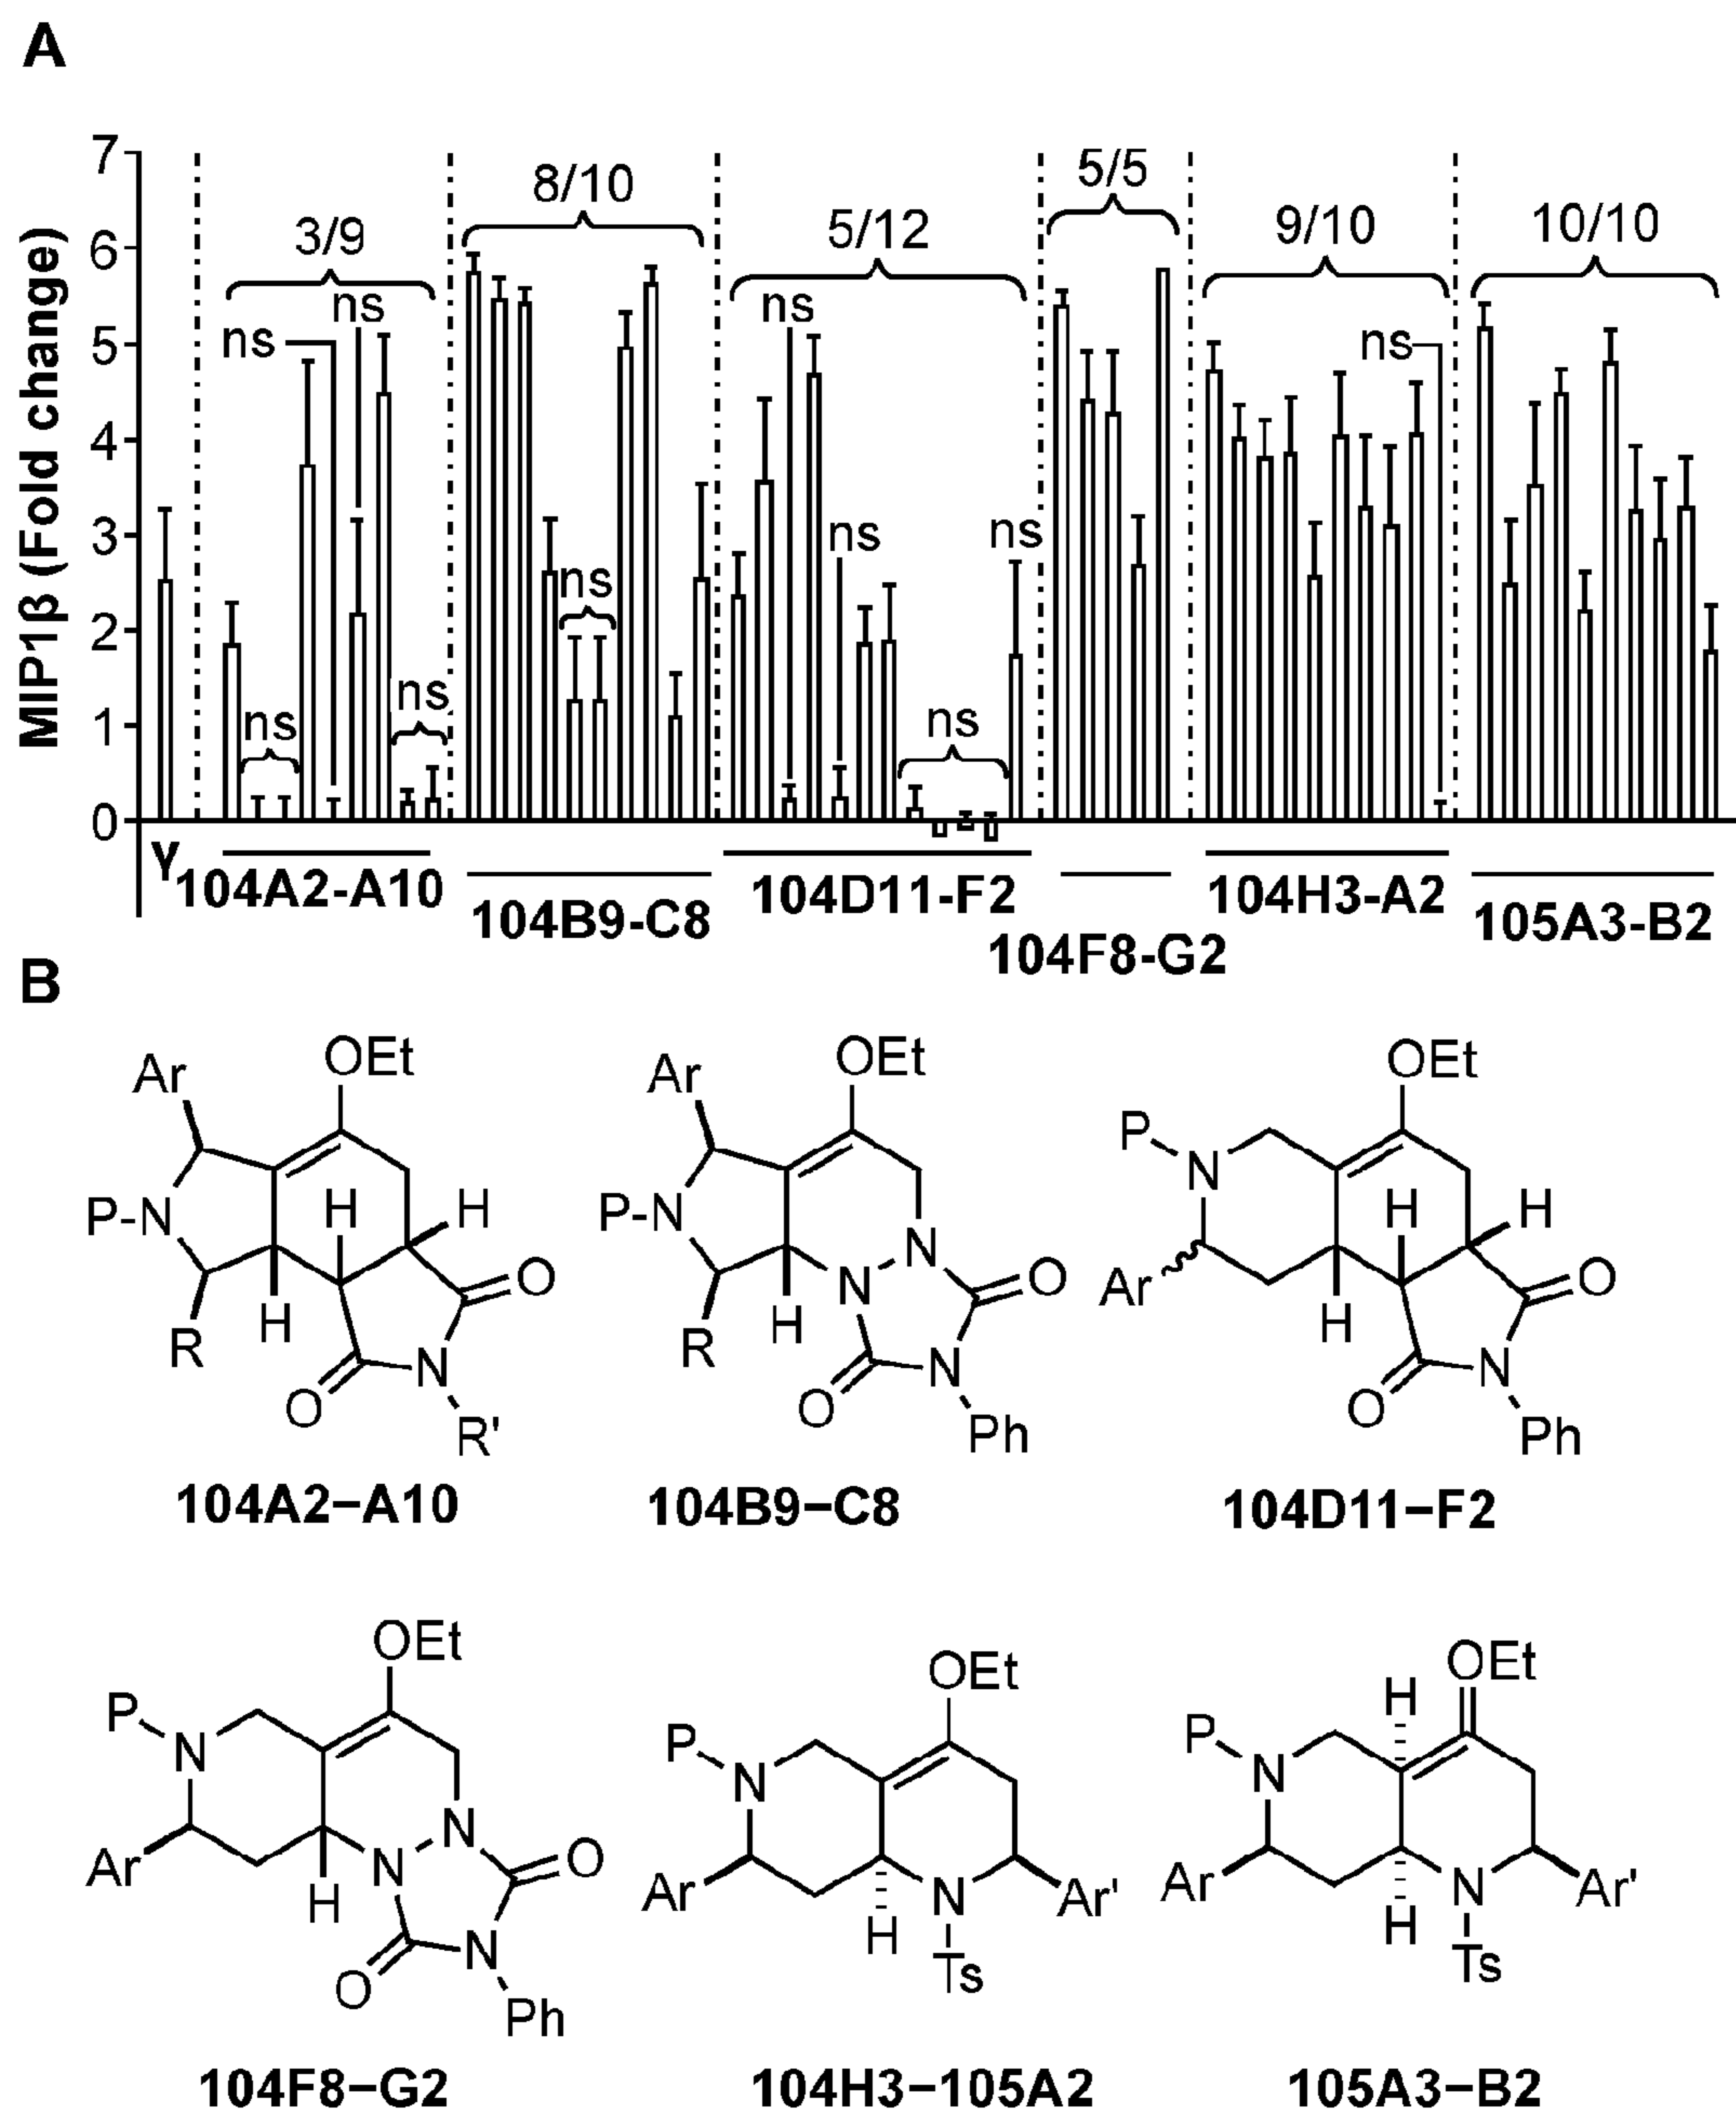 A
MIP1β (Fold change)
7
6
5
4
3
2
1
0
3/9
8/10
5/12
5/5
9/10
10/10
ns
ns
ns
ns
ns
ns
ns
ns
ns
ns
γ
104A2-A10
104B9-C8
104D11-F2
104F8-G2
104H3-A2
105A3-B2
B
Ar
OEt
P-N
H
H
H
O
R
N
O
R'
104A2–A10
Ar
OEt
P-N
N
N
H
O
R
N
O
Ph
104B9–C8
OEt
P
N
H
H
Ar
H
O
N
O
Ph
104D11–F2
OEt
P
N
N
Ar
N
H
O
N
O
Ph
104F8–G2
OEt
P
N
Ar
H
N
Ar'
Ts
104H3–105A2
OEt
H
P
N
Ar
H
N
Ar'
Ts
105A3–B2